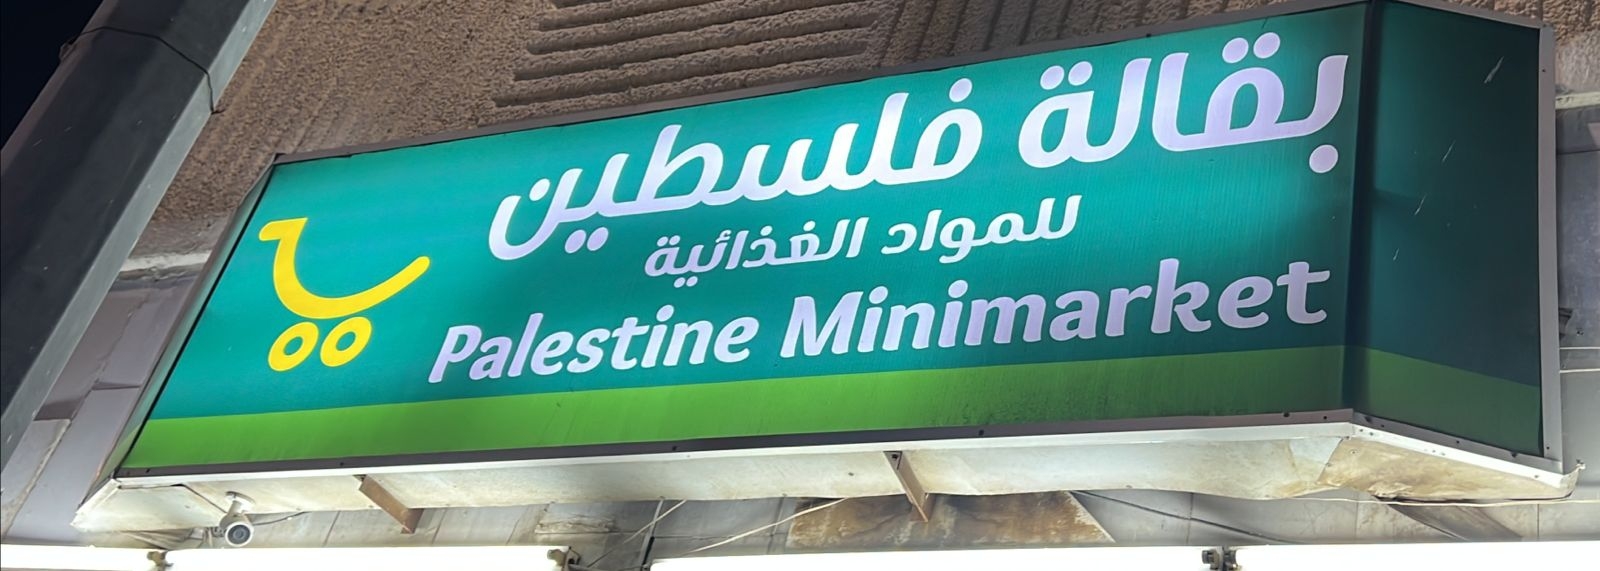 بقالة فلسطين
للمواد الغذائية
Palestine Minimarket